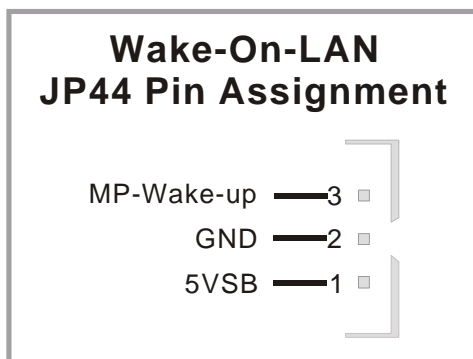 Wake-On-LAN
JP44 Pin Assignment
MP-Wake-up 3
GND 2
5VSB 1